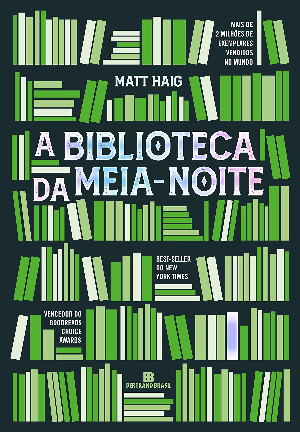 MAIS DE
2 MILHÕES DE
EXEMPLARES
VENDIDOS
NO MUNDO
MATT HAIG
A BIBLIOTECA
DA MEIA-NOITE
BEST-SELLER
DO NEW
YORK TIMES
VENCEDOR DO
GOODREADS
CHOICE
AWARDS
BB
BERTRAND BRASIL